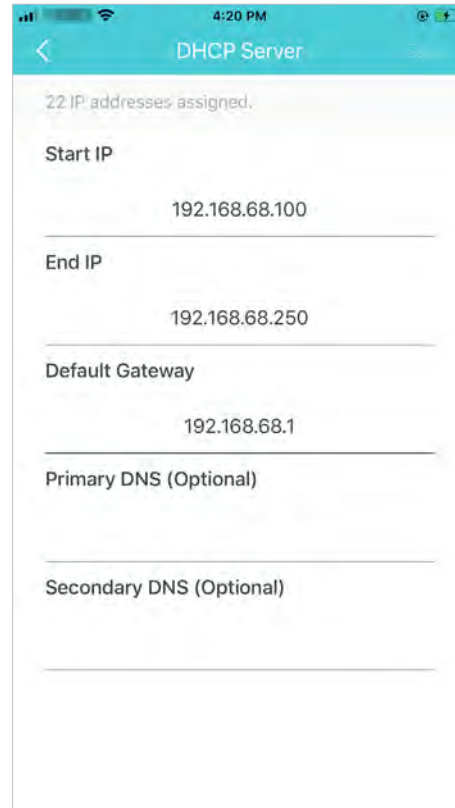 4:20 PM
DHCP Server
22 IP addresses assigned.
Start IP
192.168.68.100
End IP
192.168.68.250
Default Gateway
192.168.68.1
Primary DNS (Optional)
Secondary DNS (Optional)